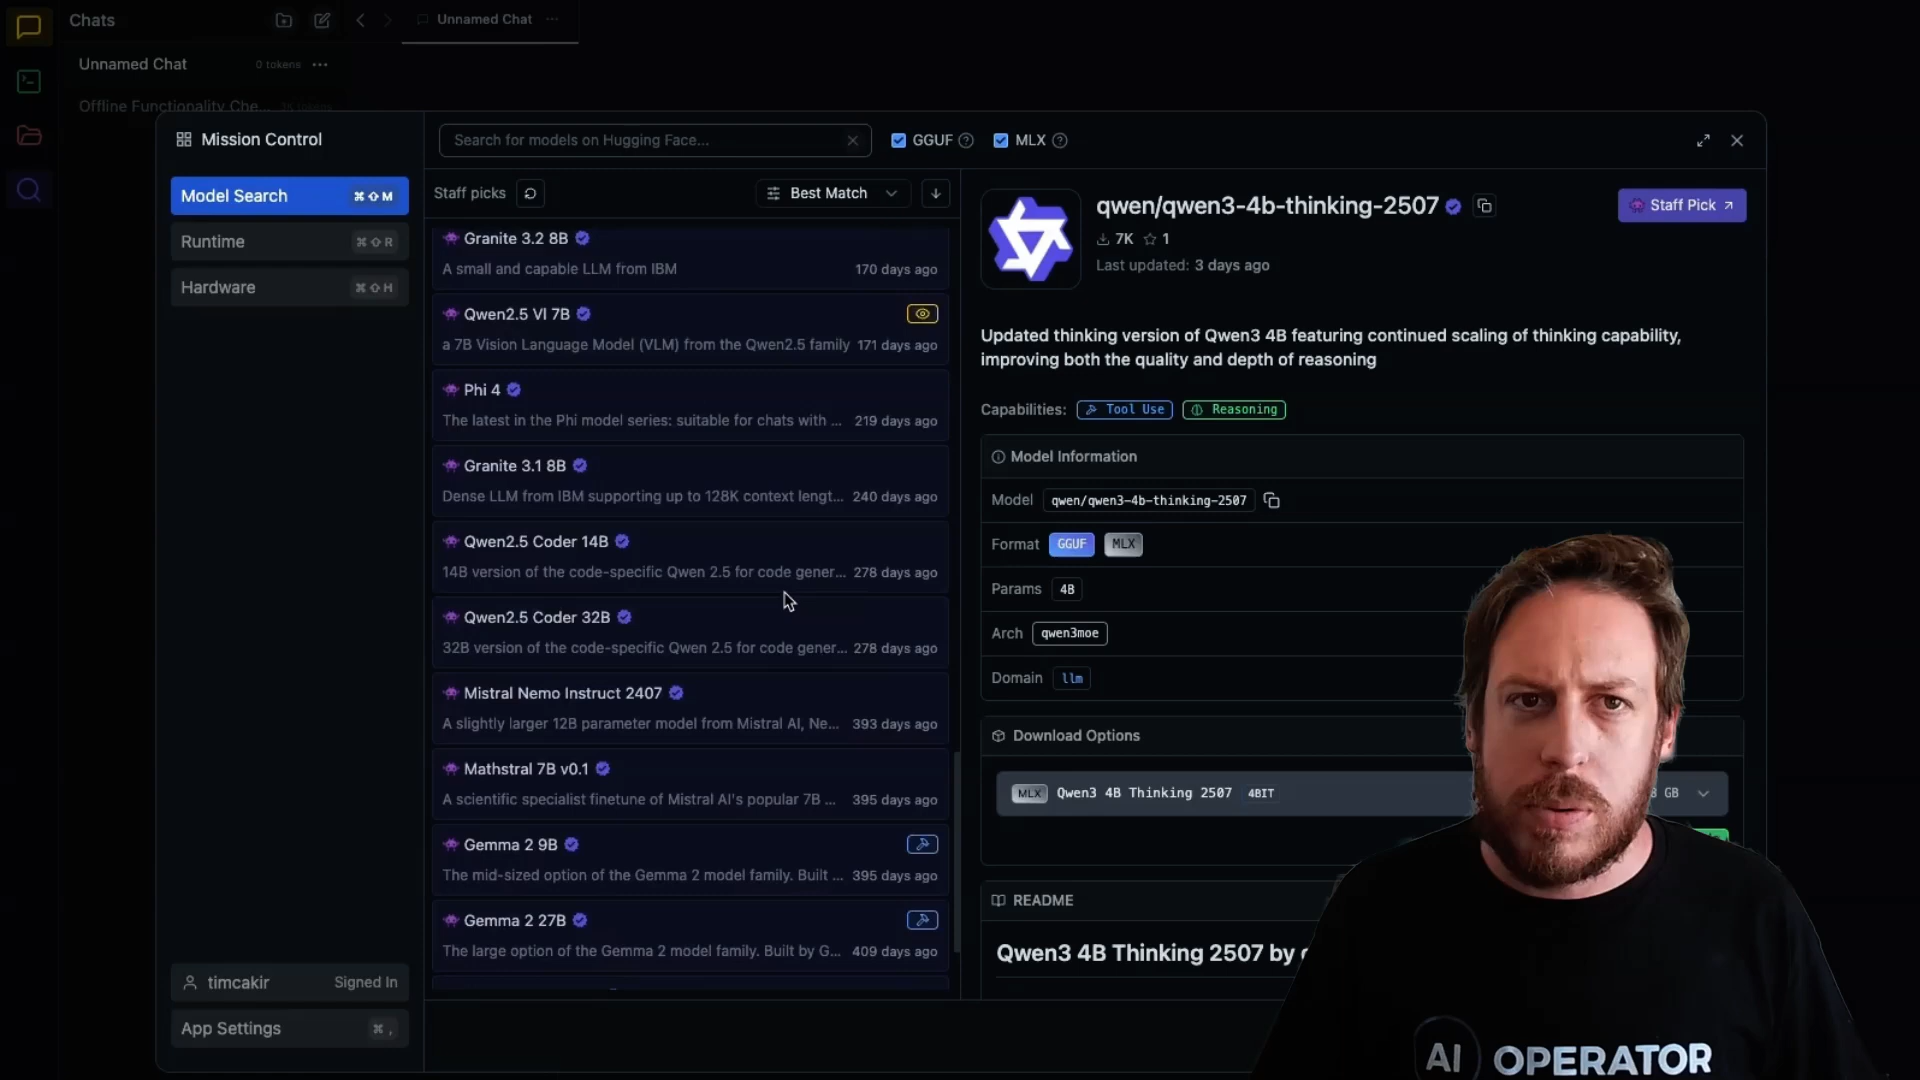 Chats
Unnamed Chat
Unnamed Chat
0 tokens
Offline Functionality Che...
Mission Control
Model Search
⌘⇧M
Runtime
⌘⇧R
Hardware
⌘⇧H
timcakir
Signed In
App Settings
⌘ ,
Search for models on Hugging Face...
GGUF
MLX
Staff picks
Best Match
Granite 3.2 8B
A small and capable LLM from IBM
170 days ago
Qwen2.5 Vl 7B
a 7B Vision Language Model (VLM) from the Qwen2.5 family
171 days ago
Phi 4
The latest in the Phi model series: suitable for chats with ...
219 days ago
Granite 3.1 8B
Dense LLM from IBM supporting up to 128K context lengt...
240 days ago
Qwen2.5 Coder 14B
14B version of the code-specific Qwen 2.5 for code gener...
278 days ago
Qwen2.5 Coder 32B
32B version of the code-specific Qwen 2.5 for code gener...
278 days ago
Mistral Nemo Instruct 2407
A slightly larger 12B parameter model from Mistral AI, Ne...
393 days ago
Mathstral 7B v0.1
A scientific specialist finetune of Mistral AI's popular 7B ...
395 days ago
Gemma 2 9B
The mid-sized option of the Gemma 2 model family. Built ...
395 days ago
Gemma 2 27B
The large option of the Gemma 2 model family. Built by G...
409 days ago
qwen/qwen3-4b-thinking-2507
Staff Pick
7K
1
Last updated: 3 days ago
Updated thinking version of Qwen3 4B featuring continued scaling of thinking capability,
improving both the quality and depth of reasoning
Capabilities:
Tool Use
Reasoning
Model Information
Model
qwen/qwen3-4b-thinking-2507
Format
GGUF
MLX
Params
4B
Arch
qwen3moe
Domain
llm
Download Options
MLX
Qwen3 4B Thinking 2507
4BIT
GB
README
Qwen3 4B Thinking 2507 by
AI OPERATOR